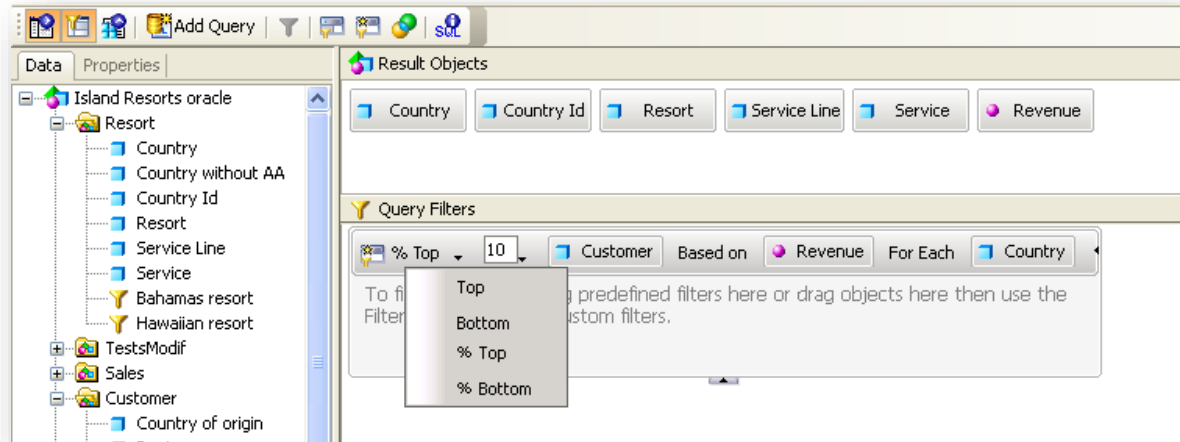 Add Query
SQL
Data Properties
Island Resorts oracle
Resort
Country
Country without AA
Country Id
Resort
Service Line
Service
Bahamas resort
Hawaiian resort
TestsModif
Sales
Customer
Country of origin
Result Objects
Country Country Id Resort Service Line Service Revenue
Query Filters
% Top 10 Customer Based on Revenue For Each Country
To fi g predefined filters here or drag objects here then use the
Filter ustom filters.
Top
Bottom
% Top
% Bottom